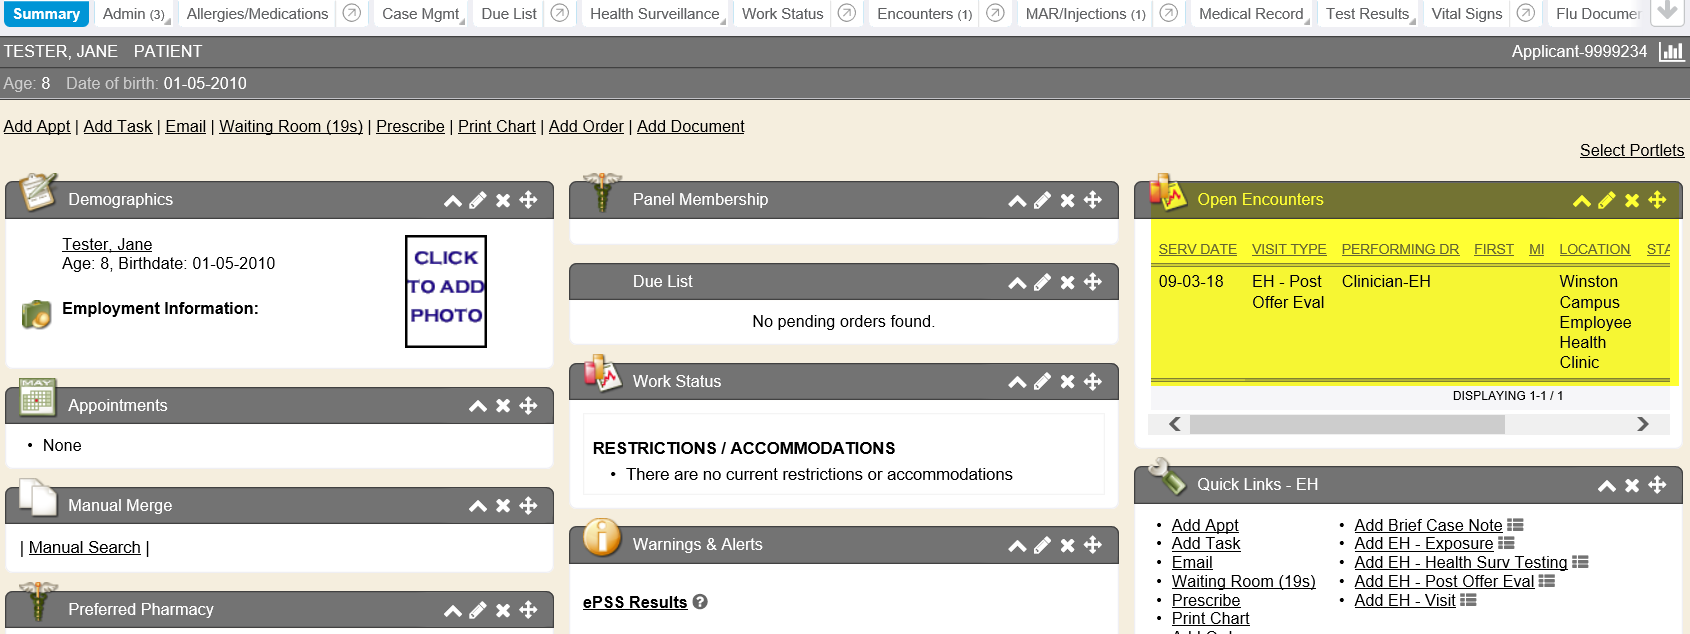 Summary Admin (3) Allergies/Medications Case Mgmt Due List Health Surveillance Work Status Encounters (1) MAR/Injections (1) Medical Record Test Results Vital Signs Flu Documen
TESTER, JANE PATIENT Applicant-9999234
Age: 8 Date of birth: 01-05-2010
Add Appt | Add Task | Email | Waiting Room (19s) | Prescribe | Print Chart | Add Order | Add Document
Select Portlets
Demographics
Tester, Jane
Age: 8, Birthdate: 01-05-2010
CLICK
TO ADD
PHOTO
Employment Information:
MAY
Appointments
• None
Manual Merge
| Manual Search |
Preferred Pharmacy
Panel Membership
Due List
No pending orders found.
Work Status
RESTRICTIONS / ACCOMMODATIONS
• There are no current restrictions or accommodations
Warnings & Alerts
ePSS Results ?
Open Encounters
SERV DATE VISIT TYPE PERFORMING DR FIRST MI LOCATION STA
09-03-18 EH - Post Clinician-EH Winston
Offer Eval Campus
Employee
Health
Clinic
DISPLAYING 1-1 / 1
Quick Links - EH
• Add Appt
• Add Task
• Email
• Waiting Room (19s)
• Prescribe
• Print Chart
• Add Brief Case Note
• Add EH - Exposure
• Add EH - Health Surv Testing
• Add EH - Post Offer Eval
• Add EH - Visit